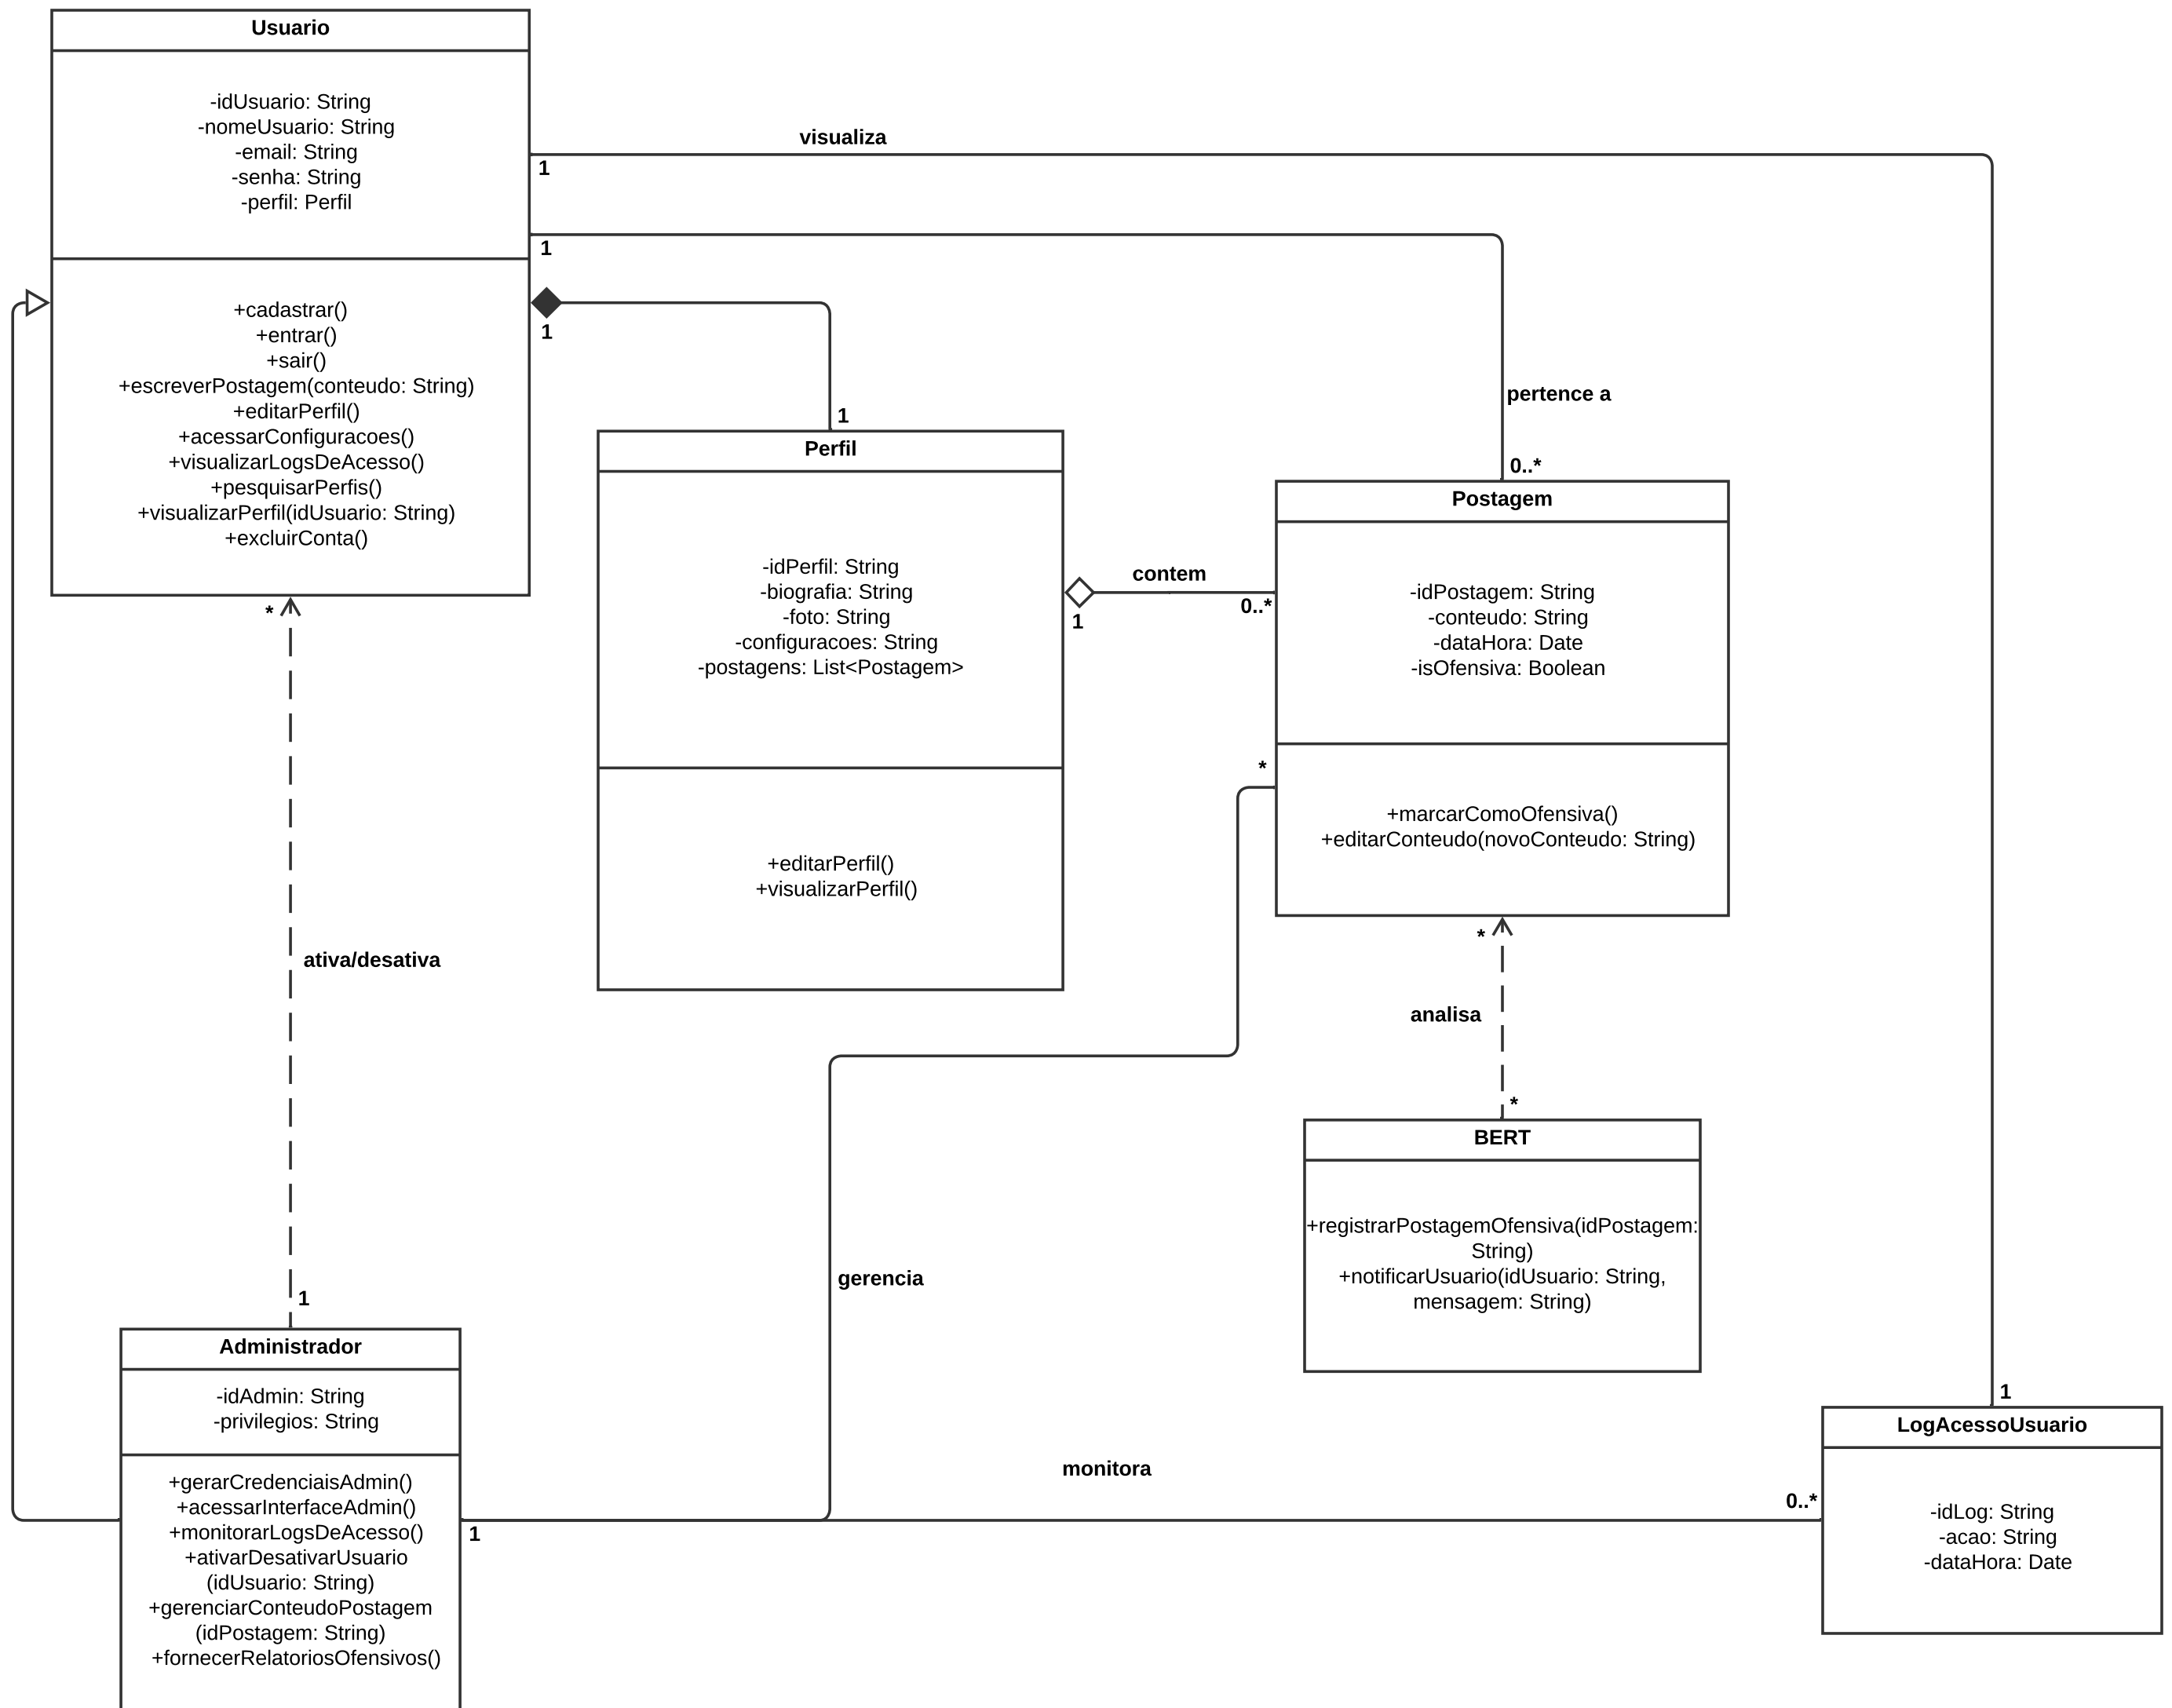 Usuario
-idUsuario: String
-nomeUsuario: String
-email: String
-senha: String
-perfil: Perfil
+cadastrar()
+entrar()
+sair()
+escreverPostagem(conteudo: String)
+editarPerfil()
+acessarConfiguracoes()
+visualizarLogsDeAcesso()
+pesquisarPerfis()
+visualizarPerfil(idUsuario: String)
+excluirConta()
visualiza
1
1
1
1
pertence a
0..*
Perfil
-idPerfil: String
-biografia: String
-foto: String
-configuracoes: String
-postagens: List<Postagem>
+editarPerfil()
+visualizarPerfil()
contem
1
0..*
Postagem
-idPostagem: String
-conteudo: String
-dataHora: Date
-isOfensiva: Boolean
+marcarComoOfensiva()
+editarConteudo(novoConteudo: String)
*
*
ativa/desativa
1
*
analisa
*
BERT
+registrarPostagemOfensiva(idPostagem:
String)
+notificarUsuario(idUsuario: String,
mensagem: String)
gerencia
Administrador
-idAdmin: String
-privilegios: String
+gerarCredenciaisAdmin()
+acessarInterfaceAdmin()
+monitorarLogsDeAcesso()
+ativarDesativarUsuario
(idUsuario: String)
+gerenciarConteudoPostagem
(idPostagem: String)
+fornecerRelatoriosOfensivos()
1
monitora
0..*
1
LogAcessoUsuario
-idLog: String
-acao: String
-dataHora: Date